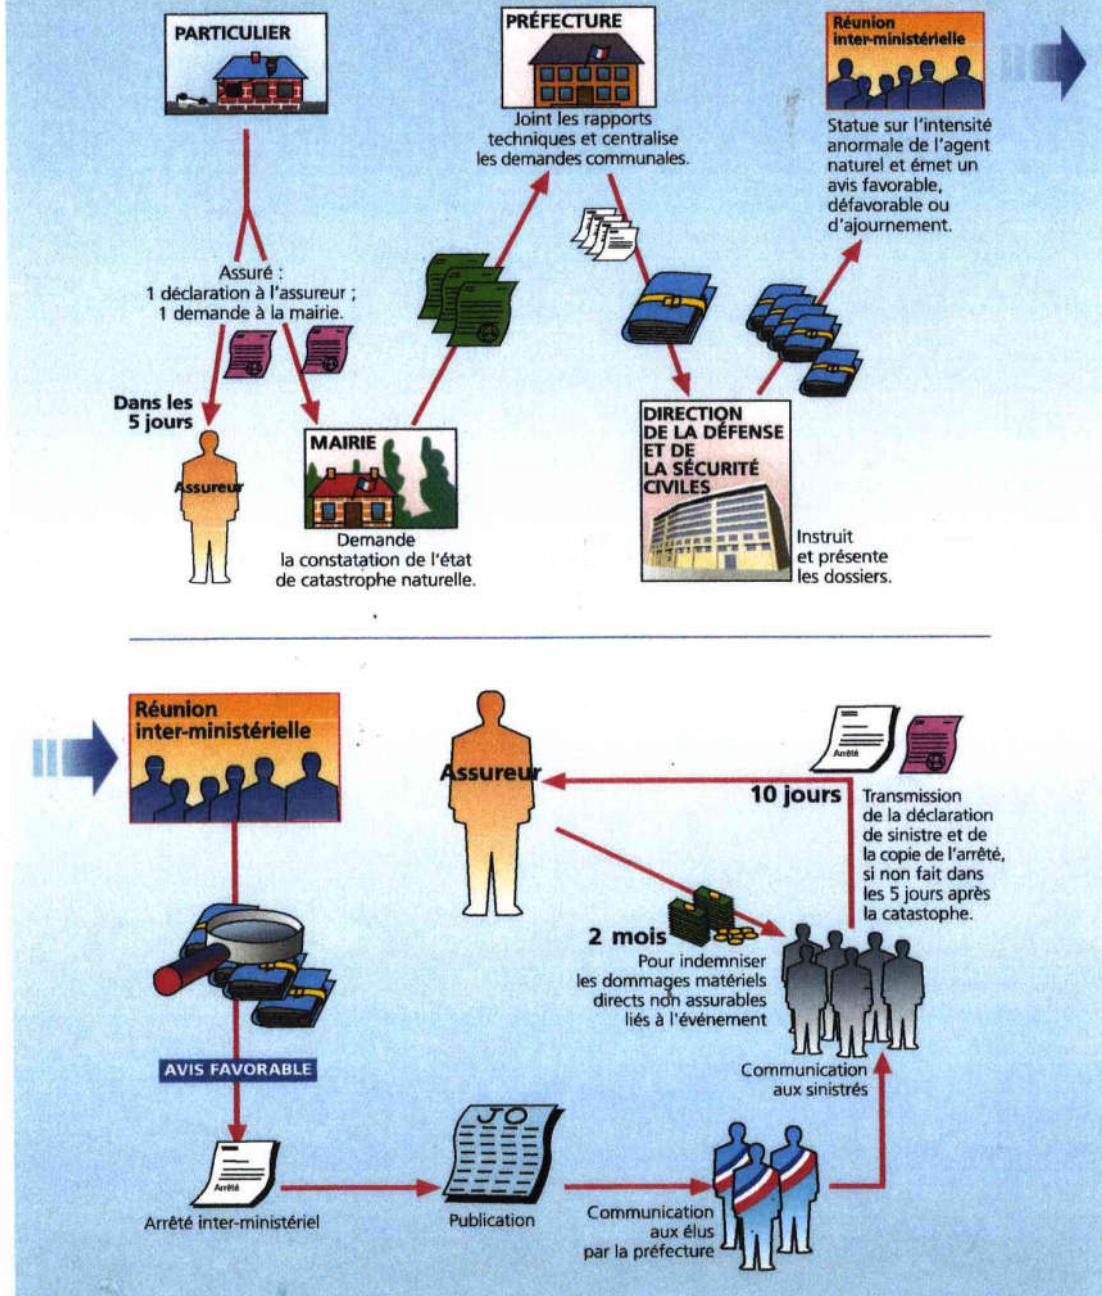 PARTICULIER
Assuré :
1 déclaration à l'assureur ;
1 demande à la mairie.
Dans les
5 jours
Assureur
MAIRIE
Demande
la constatation de l'état
de catastrophe naturelle.
PRÉFECTURE
Joint les rapports
techniques et centralise
les demandes communales.
DIRECTION
DE LA DÉFENSE
ET DE
LA SÉCURITÉ
CIVILES
Instruit
et présente
les dossiers.
Réunion
inter-ministérielle
Statue sur l'intensité
anormale de l'agent
naturel et émet un
avis favorable,
défavorable ou
d'ajournement.
Réunion
inter-ministérielle
AVIS FAVORABLE
Arrêté
Arrêté inter-ministériel
JO
Publication
Communication
aux élus
par la préfecture
Communication
aux sinistrés
Arrêté
10 jours
Transmission
de la déclaration
de sinistre et de
la copie de l'arrêté,
si non fait dans
les 5 jours après
la catastophe.
Assureur
2 mois
Pour indemniser
les dommages matériels
directs non assurables
liés à l'événement